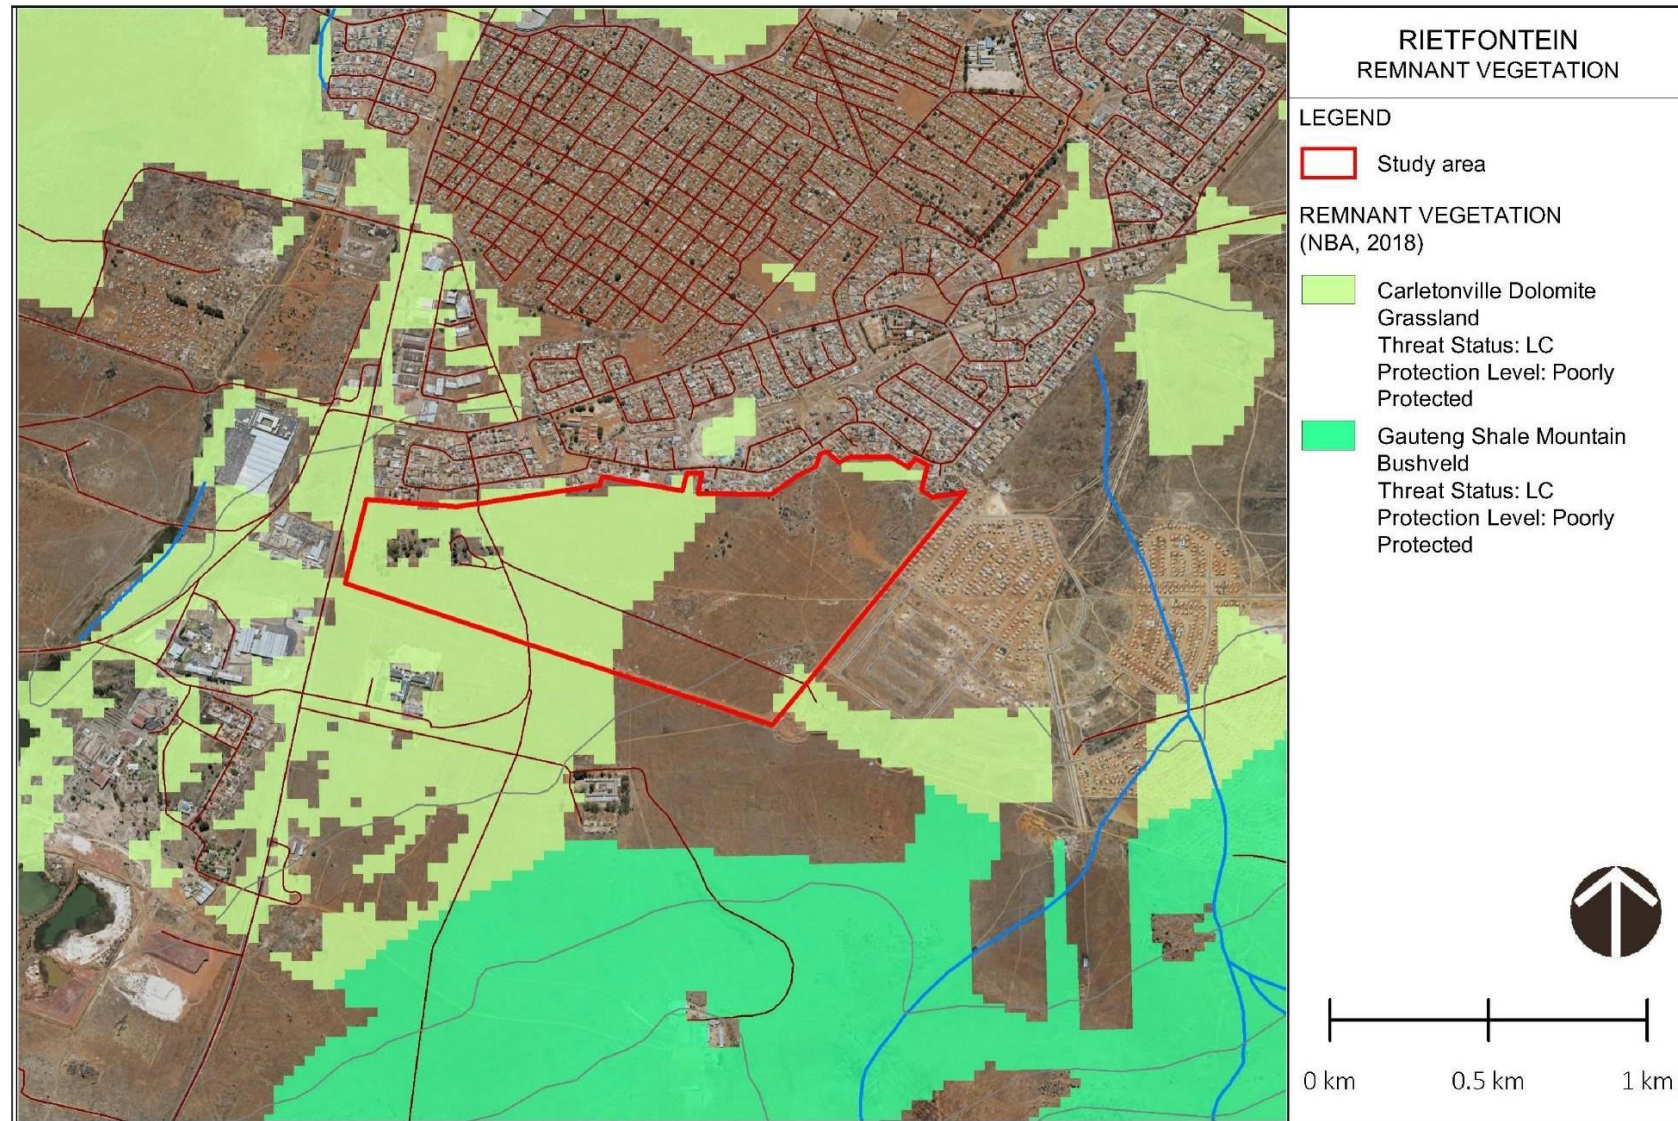 RIETFONTEIN
REMNANT VEGETATION
LEGEND
Study area
REMNANT VEGETATION
(NBA, 2018)
Carletonville Dolomite
Grassland
Threat Status: LC
Protection Level: Poorly
Protected
Gauteng Shale Mountain
Bushveld
Threat Status: LC
Protection Level: Poorly
Protected
0 km 0.5 km 1 km